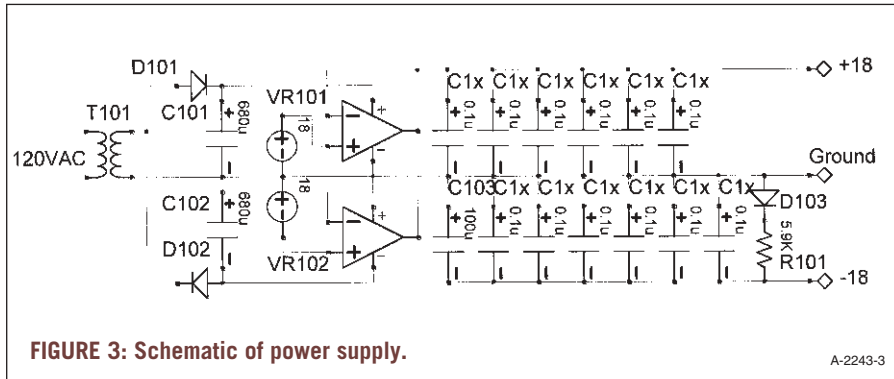 D101
T101
C101
+
680u
VR101
18
+
−
+
−
+
−
C1x C1x C1x C1x C1x C1x
+ + + + + +
0.1u 0.1u 0.1u 0.1u 0.1u 0.1u
+18
120VAC
Ground
C102
+
680u
18
+
−
+
−
+
−
C103 C1x C1x C1x C1x C1x C1x
+ + + + + + +
100u 0.1u 0.1u 0.1u 0.1u 0.1u 0.1u
D103
5.9K
R101
D102
VR102
-18
FIGURE 3: Schematic of power supply.
A-2243-3